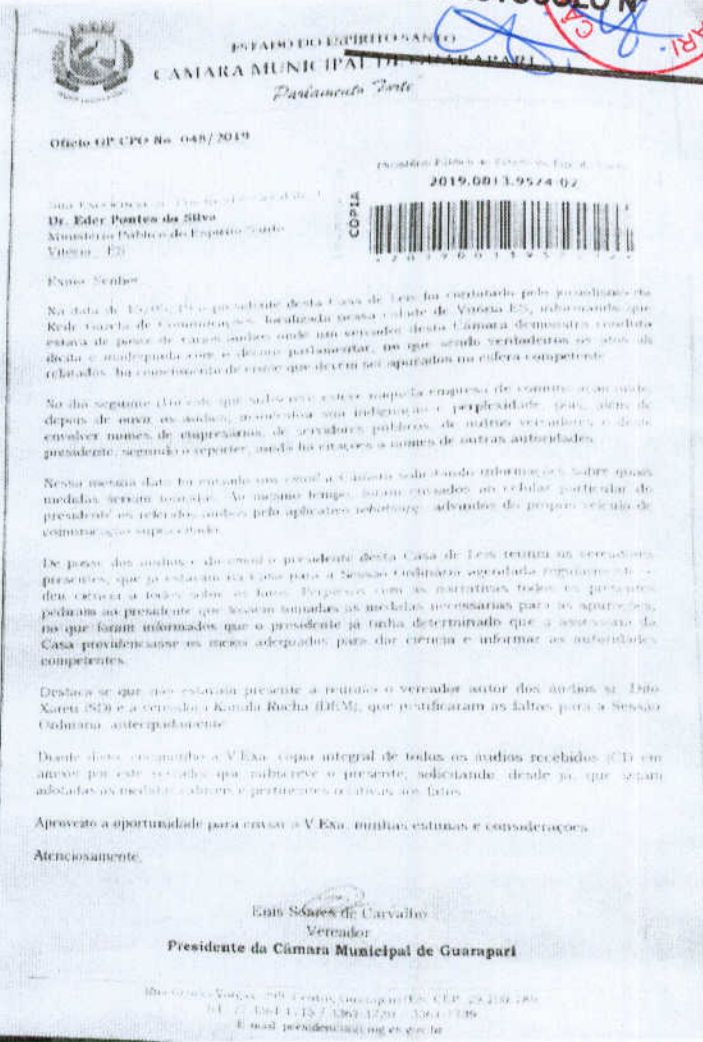 PROTOCOLO Nº
ESTADO DO ESPÍRITO SANTO
CÂMARA MUNICIPAL DE GUARAPARI
Parlamento Forte
Ofício GP CPO No. 048/2019
2019.0013.9524-02
COPIA
Dr. Eder Pontes da Silva
Ministério Público do Espírito Santo
Vitória ES
Exmo. Senhor
Na data de presidente desta Casa de Leis foi contatado pelo jornalismo da
Rede Gazeta de Comunicações, localizada nessa cidade de Vitória ES, informando que
estava de posse de vários áudios onde um vereador desta Câmara demonstra conduta
e inadequada com o decoro parlamentar, no que sendo verdadeiros os atos ali
relatados, há cometimento de crime que devem ser apurados na esfera competente
No dia seguinte este que subscreve esteve naquela empresa de comunicação onde,
depois de ouvir os áudios, manifestou sua indignação e perplexidade, pois, além de
envolver nomes de empresários, de servidores públicos, de outros vereadores e deste
presidente, segundo o repórter, ainda há citações a nomes de outras autoridades.
Nessa mesma data foi enviado um email a Câmara solicitando informações sobre quais
medidas seriam tomadas. Ao mesmo tempo, foram enviados ao celular particular do
presidente os referidos áudios pelo aplicativo whatsapp, advindos do próprio veículo de
comunicação supracitado.
De posse dos áudios e do email o presidente desta Casa de Leis reuniu os vereadores
presentes, que já estavam na Casa para a Sessão Ordinária agendada regularmente e
deu ciência a todos sobre os fatos. Perplexos com as narrativas todos os presentes
pediram ao presidente que fossem tomadas as medidas necessárias para as apurações,
no que foram informados que o presidente já tinha determinado que a assessoria da
Casa providenciasse os meios adequados para dar ciência e informar as autoridades
competentes.
Destaca-se que não estavam presente a reunião o vereador autor dos áudios sr. Dito
Xaréu (SD) e a vereadora Kamilla Rocha (DEM), que justificaram as faltas para a Sessão
Ordinária, antecipadamente.
Diante disto, encaminho a V.Exa. cópia integral de todos os áudios recebidos (CD em
anexo) por este vereador que subscreve o presente, solicitando, desde já, que sejam
adotadas as medidas cabíveis e pertinentes relativas aos fatos.
Aproveito a oportunidade para enviar a V.Exa. minhas estimas e considerações
Atenciosamente,
Enis Soares de Carvalho
Vereador
Presidente da Câmara Municipal de Guarapari